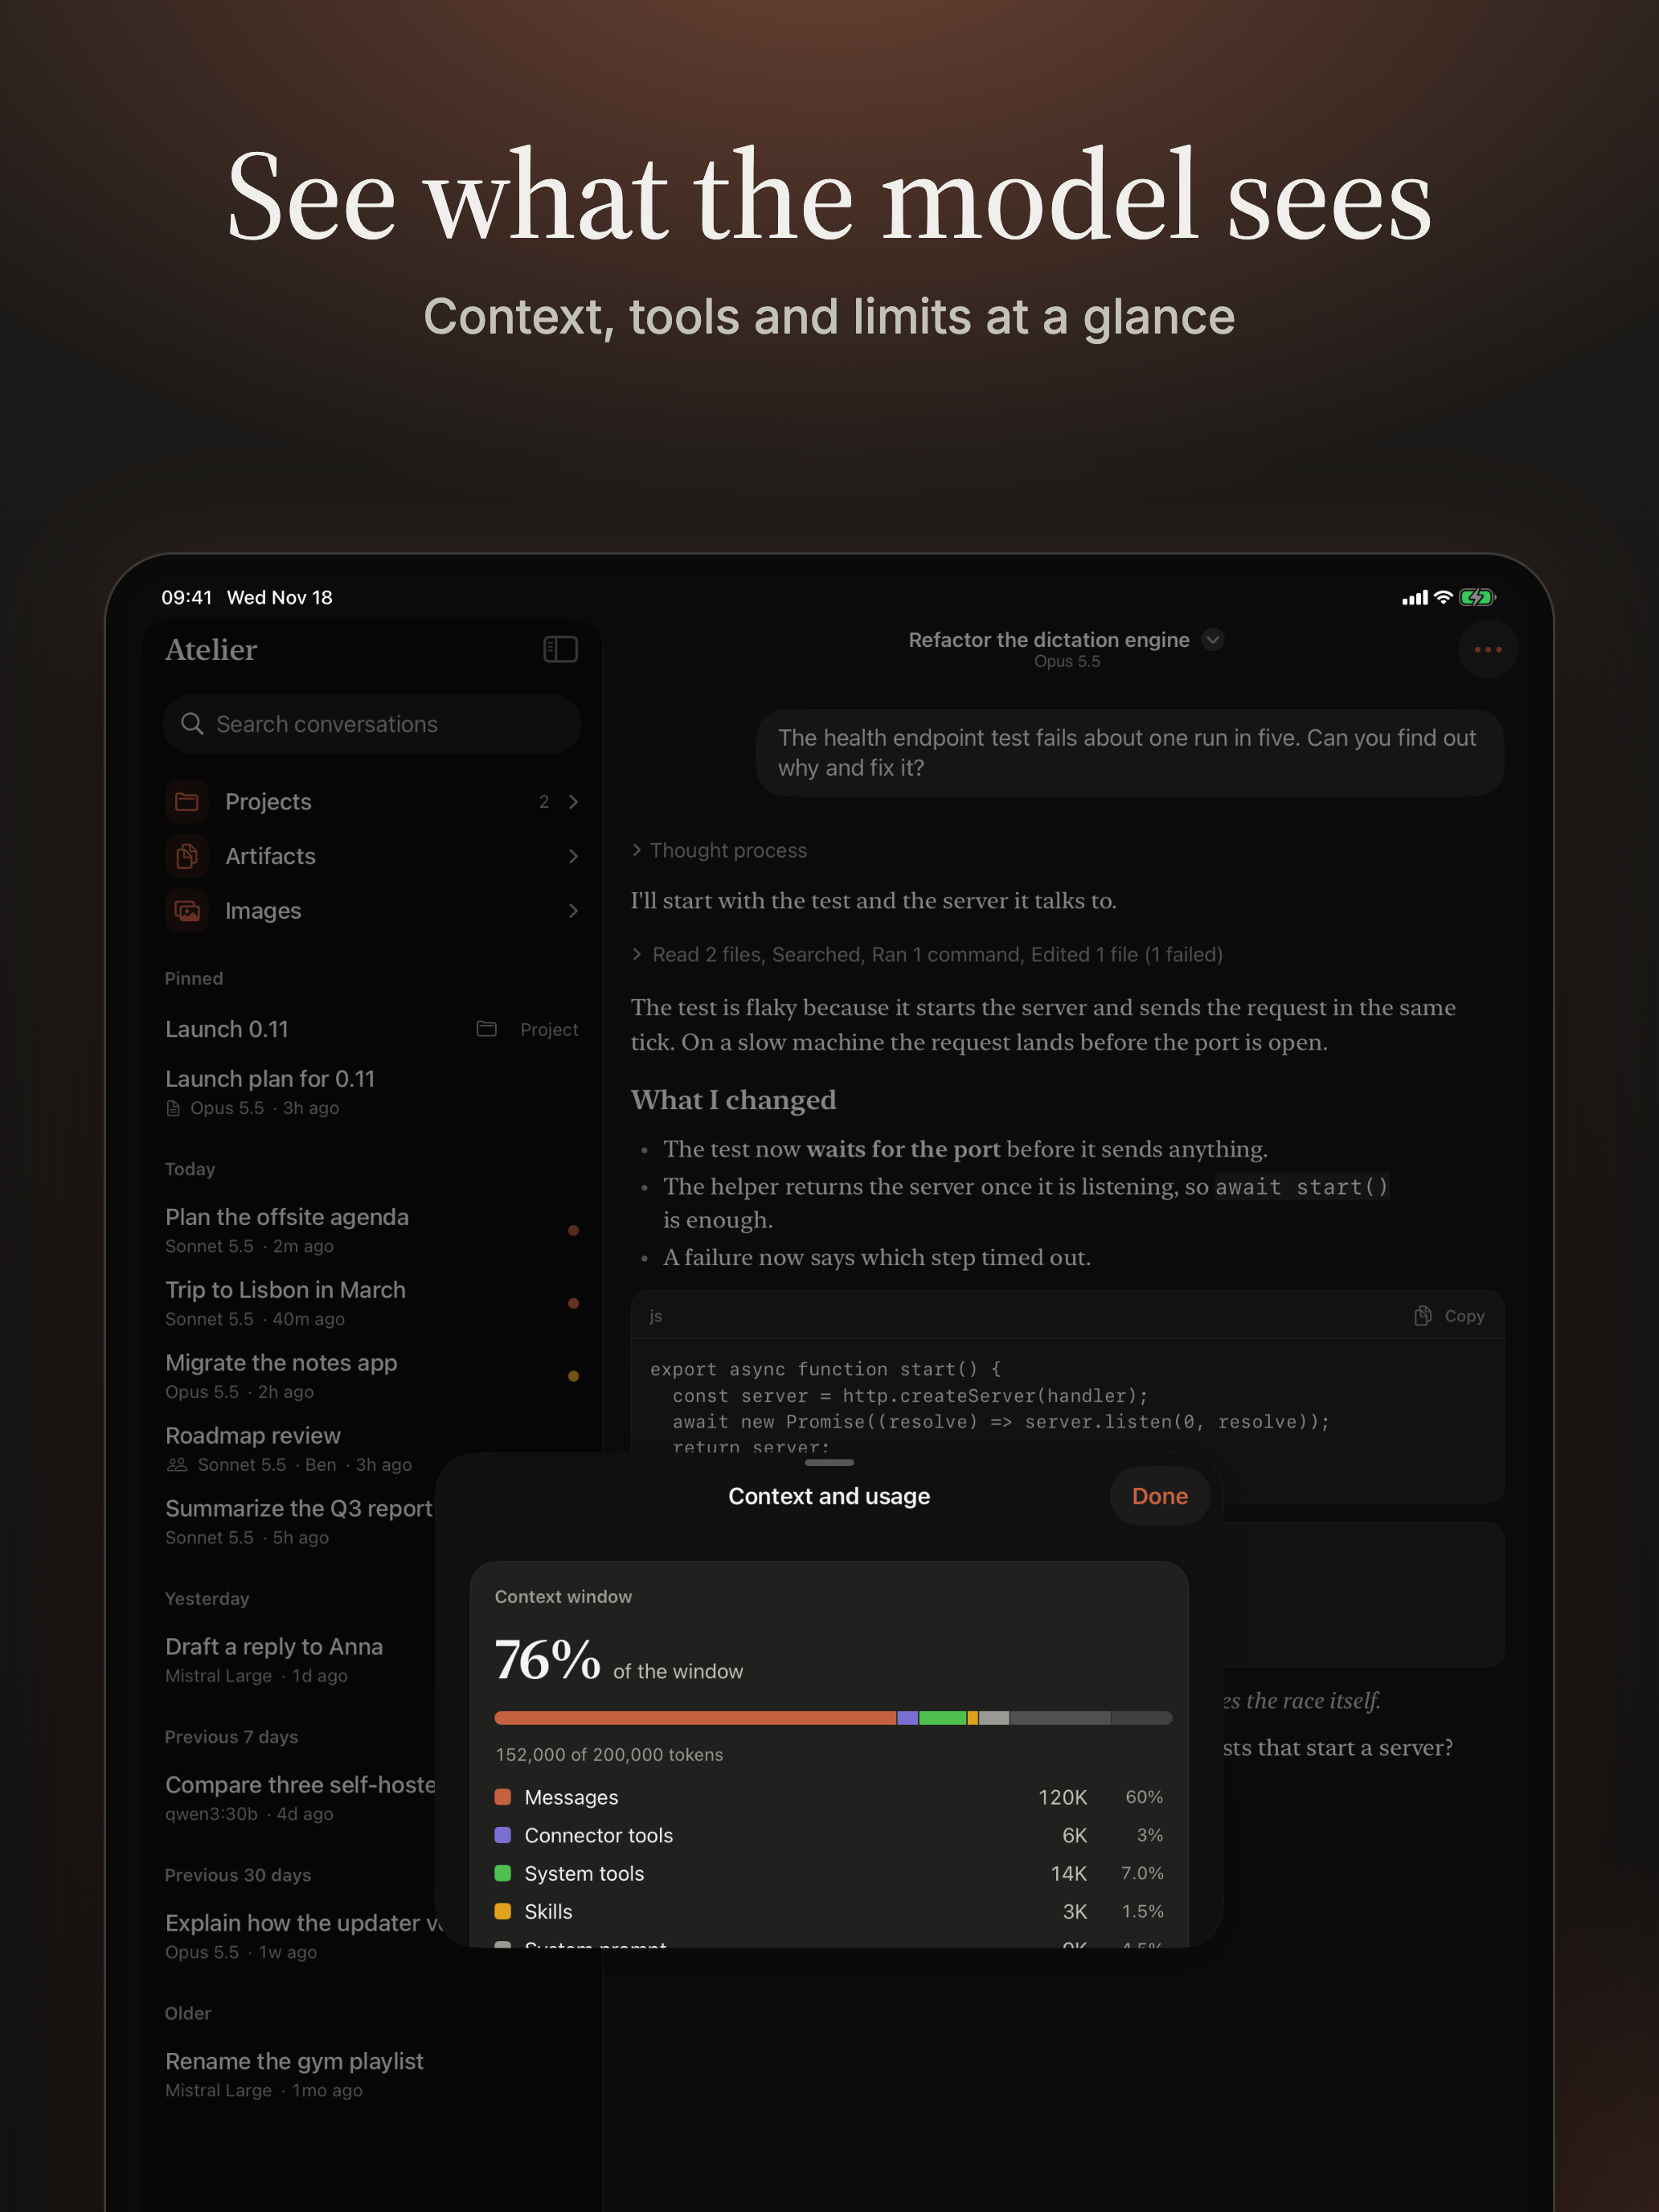 See what the model sees
Context, tools and limits at a glance
09:41 Wed Nov 18
Atelier
Search conversations
Projects 2
Artifacts
Images
Pinned
Launch 0.11 Project
Launch plan for 0.11
Opus 5.5 · 3h ago
Today
Plan the offsite agenda
Sonnet 5.5 · 2m ago
Trip to Lisbon in March
Sonnet 5.5 · 40m ago
Migrate the notes app
Opus 5.5 · 2h ago
Roadmap review
Sonnet 5.5 · Ben · 3h ago
Summarize the Q3 report
Sonnet 5.5 · 5h ago
Yesterday
Draft a reply to Anna
Mistral Large · 1d ago
Previous 7 days
Compare three self-hoste
qwen3:30b · 4d ago
Previous 30 days
Explain how the updater v
Opus 5.5 · 1w ago
Older
Rename the gym playlist
Mistral Large · 1mo ago
Refactor the dictation engine
Opus 5.5
The health endpoint test fails about one run in five. Can you find out
why and fix it?
Thought process
I'll start with the test and the server it talks to.
Read 2 files, Searched, Ran 1 command, Edited 1 file (1 failed)
The test is flaky because it starts the server and sends the request in the same
tick. On a slow machine the request lands before the port is open.
What I changed
• The test now waits for the port before it sends anything.
• The helper returns the server once it is listening, so await start()
is enough.
• A failure now says which step timed out.
js Copy
export async function start() {
const server = http.createServer(handler);
await new Promise((resolve) => server.listen(0, resolve));
return server;
es the race itself.
sts that start a server?
Context and usage
Done
Context window
76% of the window
152,000 of 200,000 tokens
Messages 120K 60%
Connector tools 6K 3%
System tools 14K 7.0%
Skills 3K 1.5%
System prompt 9K 4.5%